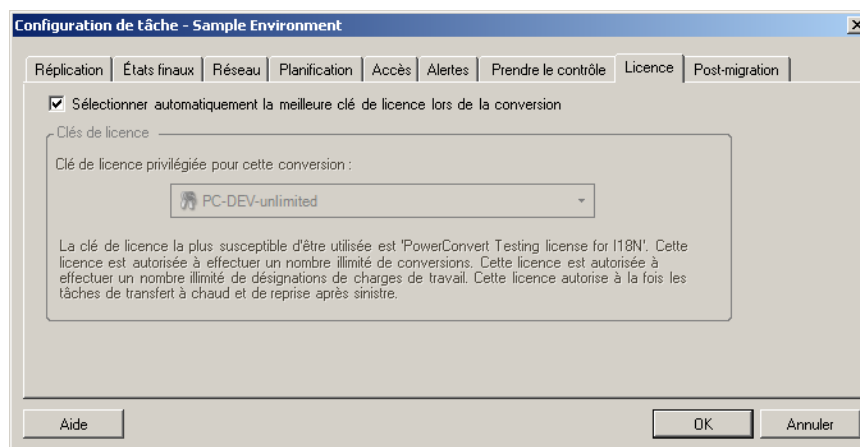 Configuration de tâche - Sample Environment
Réplication États finaux Réseau Planification Accès Alertes Prendre le contrôle Licence Post-migration
Sélectionner automatiquement la meilleure clé de licence lors de la conversion
Clés de licence
Clé de licence privilégiée pour cette conversion :
PC-DEV-unlimited
La clé de licence la plus susceptible d'être utilisée est 'PowerConvert Testing license for I18N'. Cette
licence est autorisée à effectuer un nombre illimité de conversions. Cette licence est autorisée à
effectuer un nombre illimité de désignations de charges de travail. Cette licence autorise à la fois les
tâches de transfert à chaud et de reprise après sinistre.
Aide OK Annuler